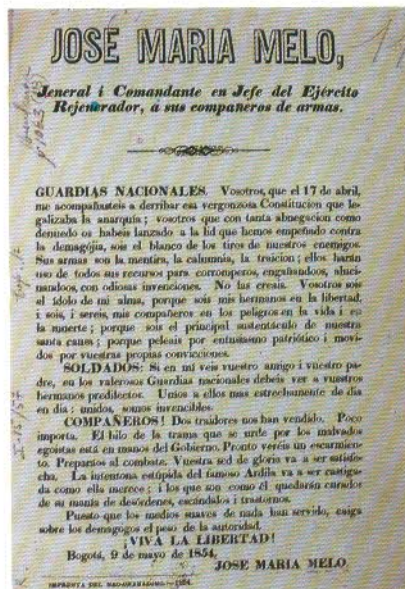 JOSE MARIA MELO,
Jeneral i Comandante en Jefe del Ejército
Rejenerador, a sus compañeros de armas.
GUARDIAS NACIONALES. Vosotros, que el 17 de abril,
me acompañasteis a derribar esa vergonzosa Constitucion que le-
galizaba la anarquía; vosotros que con tanta abnegacion como
denuedo os habeis lanzado a la lid que hemos empeñado contra
la demagojia, sois el blanco de los tiros de nuestros enemigos.
Sus armas son la mentira, la calumnia, la traicion; ellos harán
uso de todos sus recursos para corromperos, engañandoos, aluci-
nandoos, con odiosas invenciones. No las creais. Vosotros sois
el ídolo de mi alma, porque sois mis hermanos en la libertad,
i sois, i sereis, mis compañeros en los peligros en la vida i en
la muerte; porque sois el principal sustentáculo de nuestra
santa causa; porque peleais por entusiasmo patriótico i movi-
dos por vuestras propias convicciones.
SOLDADOS: Si en mí veis vuestro amigo i vuestro pa-
dre, en los valerosos Guardias nacionales debeis ver a vuestros
hermanos predilectos. Unios a ellos mas estrechamente de dia
en dia: unidos, somos invencibles.
COMPAÑEROS! Dos traidores nos han vendido. Poco
importa. El hilo de la trama que se urde por los malvados
egoistas está en manos del Gobierno. Pronto veréis un escarmien-
to. Preparaos al combate. Vuestra sed de gloria va a ser satisfe-
cha. La intentona estúpida del famoso Ardila va a ser castiga-
da como ella merece; i los que son como él quedarán curados
de su manía de desórdenes, escándalos i trastornos.
Puesto que los medios suaves de nada han servido, caiga
sobre los demagogos el peso de la autoridad.
¡VIVA LA LIBERTAD!
Bogotá, 9 de mayo de 1854.
JOSE MARIA MELO.
IMPRENTA DEL NEO-GRANADINO.